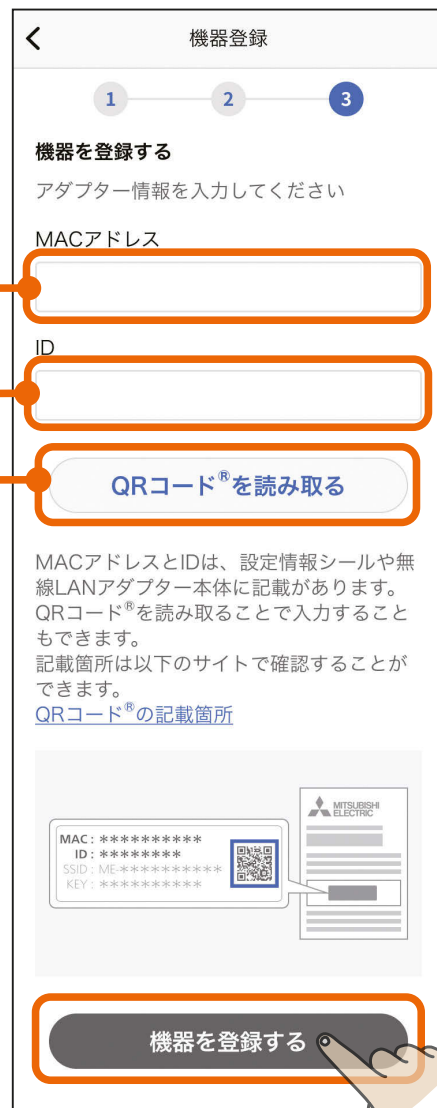 機器登録
1 2 3
機器を登録する
アダプター情報を入力してください
MACアドレス
ID
QRコード®を読み取る
MACアドレスとIDは、設定情報シールや無
線LANアダプター本体に記載があります。
QRコード®を読み取ることで入力すること
もできます。
記載箇所は以下のサイトで確認することが
できます。
QRコード®の記載箇所
MITSUBISHI
ELECTRIC
MAC: **********
ID: ********
SSID: ME-**********
KEY: **********
機器を登録する